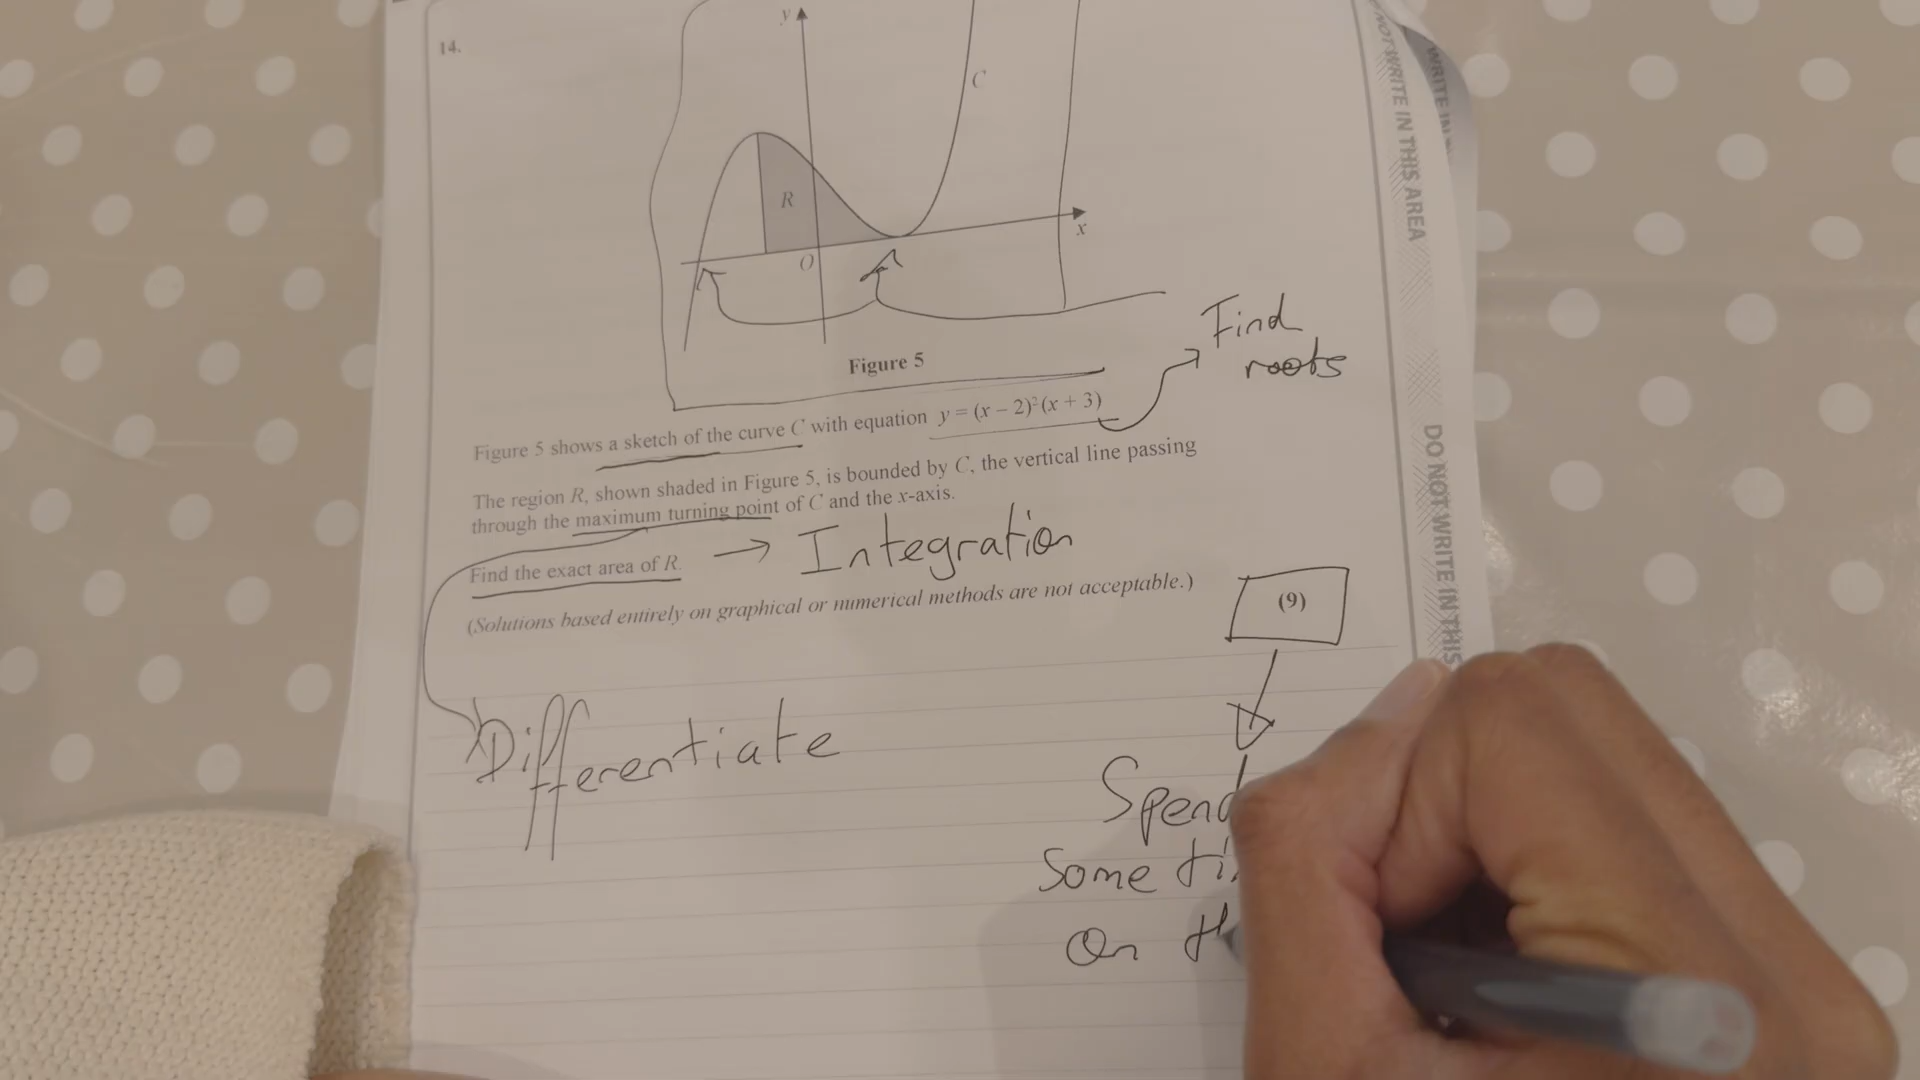 14.
y
C
R
O
x
Figure 5
Find
roots
Figure 5 shows a sketch of the curve C with equation y = (x – 2)²(x + 3)
The region R, shown shaded in Figure 5, is bounded by C, the vertical line passing
through the maximum turning point of C and the x-axis.
Find the exact area of R.
→ Integration
(Solutions based entirely on graphical or numerical methods are not acceptable.)
(9)
Differentiate
Spend
Some
On
NOT WRITE IN THIS AREA
WRITE IN
DO NOT WRITE IN THIS